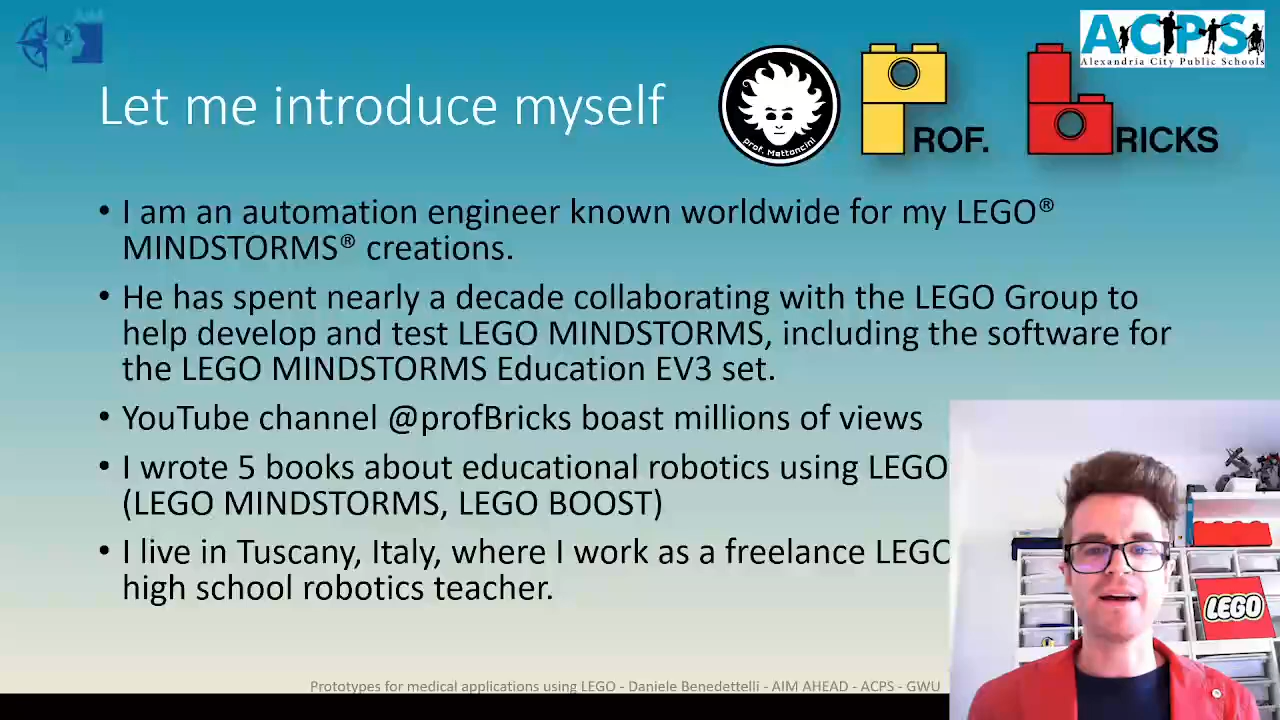 ACPS
Alexandria City Public Schools
Let me introduce myself
prof. Mattoncini
PROF.
bRICKS
• I am an automation engineer known worldwide for my LEGO®
MINDSTORMS® creations.
• He has spent nearly a decade collaborating with the LEGO Group to
help develop and test LEGO MINDSTORMS, including the software for
the LEGO MINDSTORMS Education EV3 set.
• YouTube channel @profBricks boast millions of views
• I wrote 5 books about educational robotics using LEGO
(LEGO MINDSTORMS, LEGO BOOST)
• I live in Tuscany, Italy, where I work as a freelance LEGO
high school robotics teacher.
LEGO
Prototypes for medical applications using LEGO - Daniele Benedettelli - AIM AHEAD - ACPS - GWU